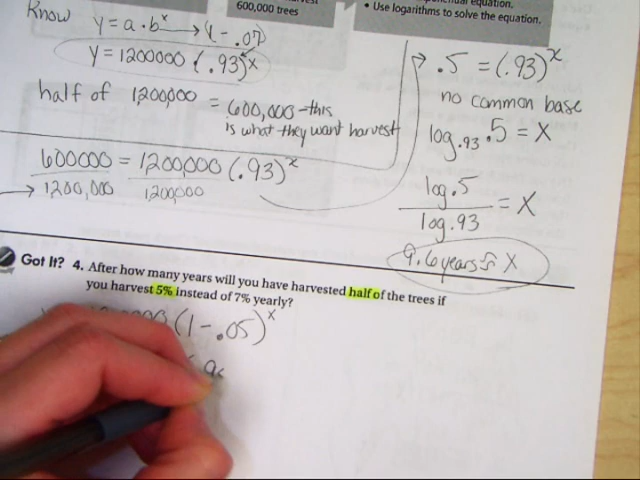 600,000 trees
equation.
• Use logarithms to solve the equation.
Know y = a · b^x → (1 - .07)
y = 1200000 · (.93)^x
half of 1,200,000 = 600,000 - this
is what they want harvest
600000 = 1200,000 (.93)^x
1200,000 1200,000
.5 = (.93)^x
no common base
log.93 .5 = x
log .5
log .93 = x
9.6 years ≈ x
Got It? 4. After how many years will you have harvested half of the trees if
you harvest 5% instead of 7% yearly?
(1 - .05)^x